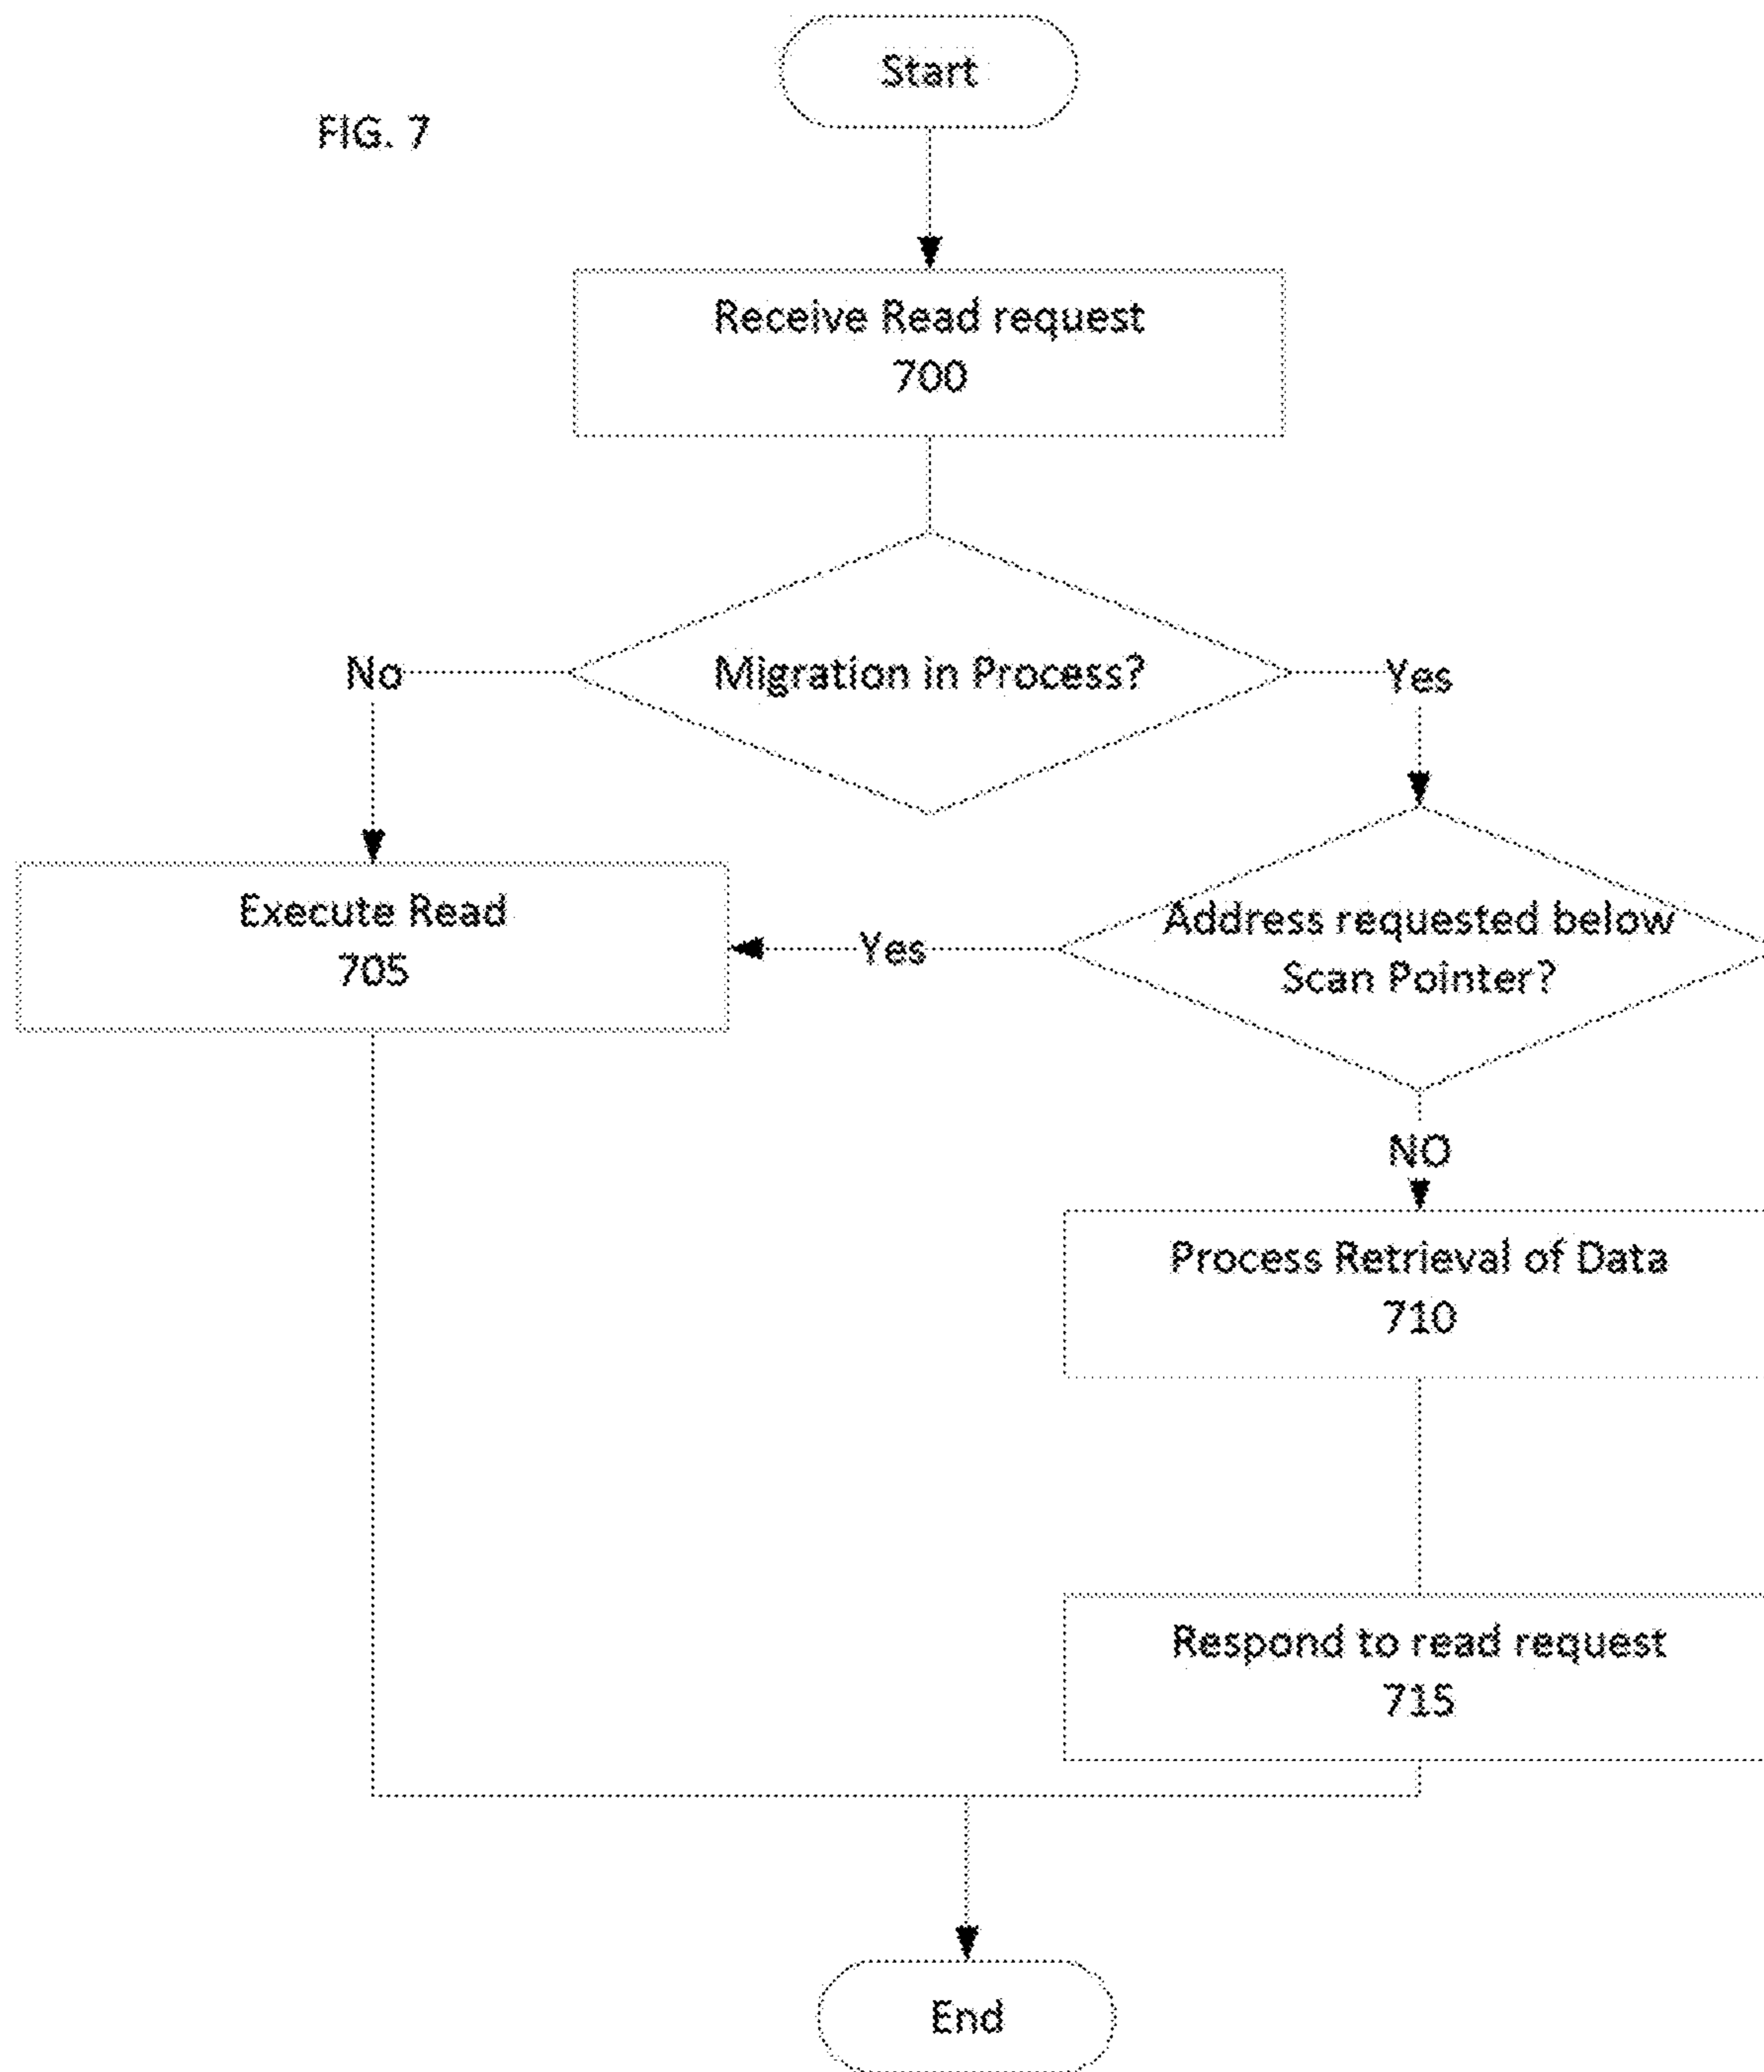 Start
FIG. 7
Receive Read request
700
Migration in Process?
No
Yes
Execute Read
705
Yes
Address requested below
Scan Pointer?
NO
Process Retrieval of Data
710
Respond to read request
715
End